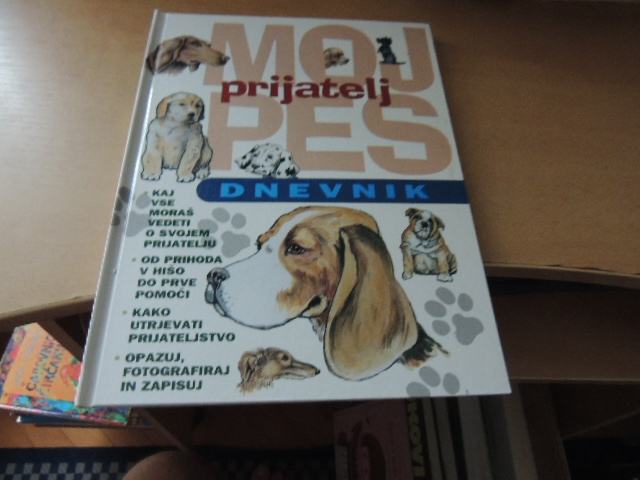 MOJ
prijatelj
PES
DNEVNIK
• KAJ
VSE
MORAŠ
VEDETI
O SVOJEM
PRIJATELJU
• OD PRIHODA
V HIŠO
DO PRVE
POMOČI
• KAKO
UTRJEVATI
PRIJATELJSTVO
• OPAZUJ,
FOTOGRAFIRAJ
IN ZAPISUJ